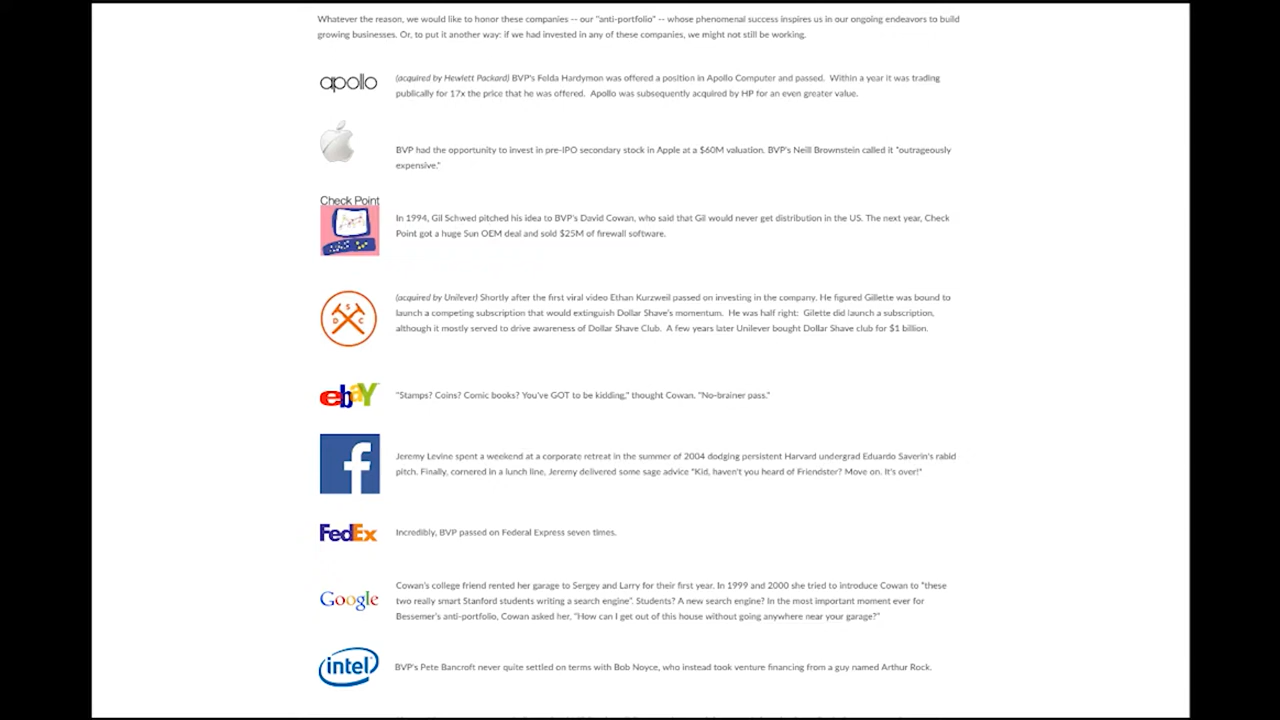 Whatever the reason, we would like to honor these companies -- our "anti-portfolio" -- whose phenomenal success inspires us in our ongoing endeavors to build
growing businesses. Or, to put it another way: if we had invested in any of these companies, we might not still be working.
apollo
(acquired by Hewlett Packard) BVP's Felda Hardymon was offered a position in Apollo Computer and passed. Within a year it was trading
publically for 17x the price that he was offered. Apollo was subsequently acquired by HP for an even greater value.
BVP had the opportunity to invest in pre-IPO secondary stock in Apple at a $60M valuation. BVP's Neill Brownstein called it "outrageously
expensive."
Check Point
In 1994, Gil Schwed pitched his idea to BVP's David Cowan, who said that Gil would never get distribution in the US. The next year, Check
Point got a huge Sun OEM deal and sold $25M of firewall software.
D S C
(acquired by Unilever) Shortly after the first viral video Ethan Kurzweil passed on investing in the company. He figured Gillette was bound to
launch a competing subscription that would extinguish Dollar Shave's momentum. He was half right: Gilette did launch a subscription,
although it mostly served to drive awareness of Dollar Shave Club. A few years later Unilever bought Dollar Shave club for $1 billion.
ebaY
"Stamps? Coins? Comic books? You've GOT to be kidding," thought Cowan. "No-brainer pass."
f
Jeremy Levine spent a weekend at a corporate retreat in the summer of 2004 dodging persistent Harvard undergrad Eduardo Saverin's rabid
pitch. Finally, cornered in a lunch line, Jeremy delivered some sage advice "Kid, haven't you heard of Friendster? Move on. It's over!"
FedEx
Incredibly, BVP passed on Federal Express seven times.
Google
Cowan's college friend rented her garage to Sergey and Larry for their first year. In 1999 and 2000 she tried to introduce Cowan to "these
two really smart Stanford students writing a search engine". Students? A new search engine? In the most important moment ever for
Bessemer's anti-portfolio, Cowan asked her, "How can I get out of this house without going anywhere near your garage?"
intel
BVP's Pete Bancroft never quite settled on terms with Bob Noyce, who instead took venture financing from a guy named Arthur Rock.